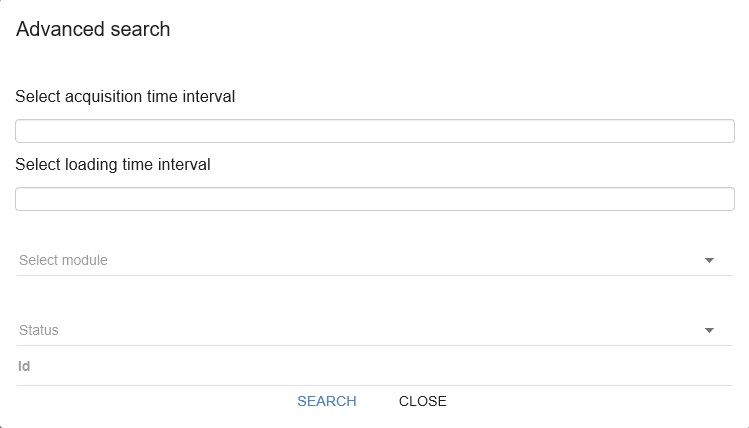 Advanced search
Select acquisition time interval
Select loading time interval
Select module
Status
Id
SEARCH CLOSE